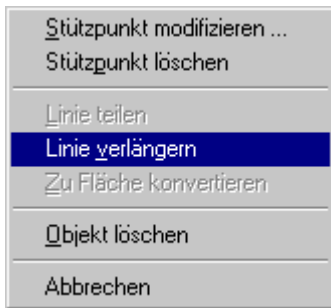 Stützpunkt modifizieren ...
Stützpunkt löschen
Linie teilen
Linie verlängern
Zu Fläche konvertieren
Objekt löschen
Abbrechen